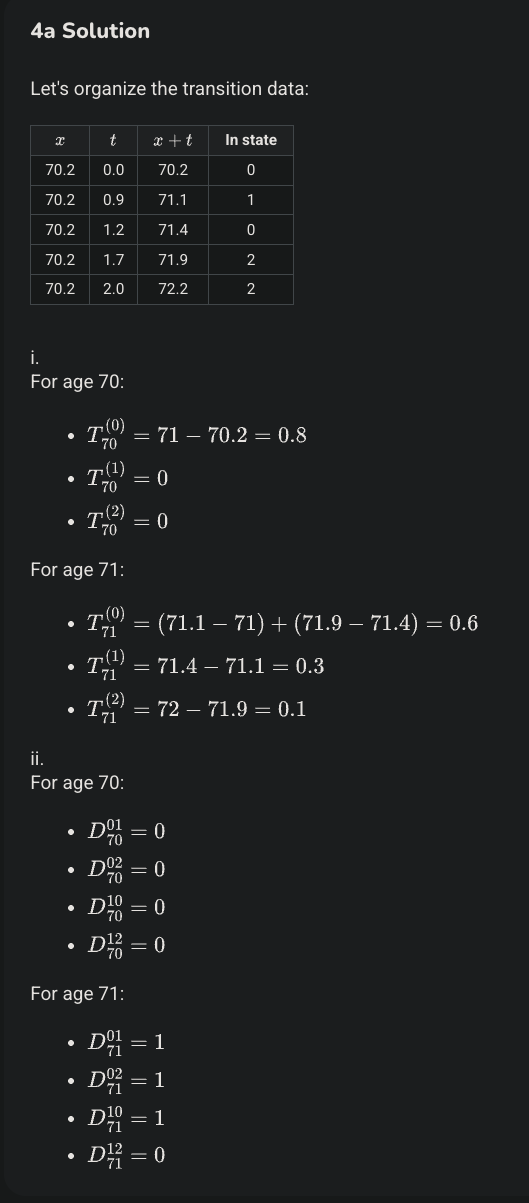 4a Solution
Let's organize the transition data:
x t x + t In state
70.2 0.0 70.2 0
70.2 0.9 71.1 1
70.2 1.2 71.4 0
70.2 1.7 71.9 2
70.2 2.0 72.2 2
i.
For age 70:
• T_{70}^{(0)} = 71 − 70.2 = 0.8
• T_{70}^{(1)} = 0
• T_{70}^{(2)} = 0
For age 71:
• T_{71}^{(0)} = (71.1 − 71) + (71.9 − 71.4) = 0.6
• T_{71}^{(1)} = 71.4 − 71.1 = 0.3
• T_{71}^{(2)} = 72 − 71.9 = 0.1
ii.
For age 70:
• D_{70}^{01} = 0
• D_{70}^{02} = 0
• D_{70}^{10} = 0
• D_{70}^{12} = 0
For age 71:
• D_{71}^{01} = 1
• D_{71}^{02} = 1
• D_{71}^{10} = 1
• D_{71}^{12} = 0